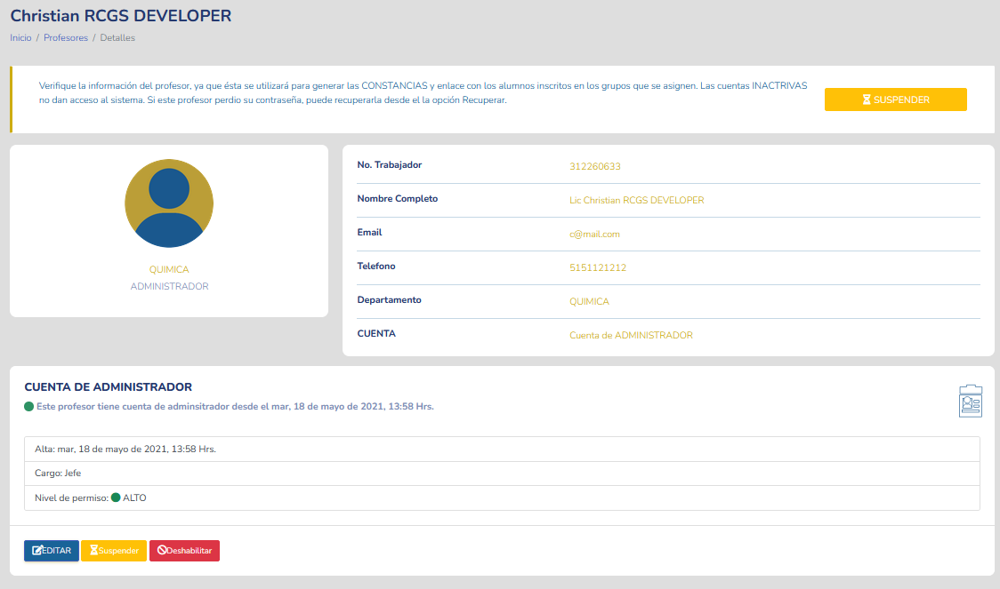 Christian RCGS DEVELOPER
Inicio / Profesores / Detalles
Verifique la información del profesor, ya que ésta se utilizará para generar las CONSTANCIAS y enlace con los alumnos inscritos en los grupos que se asignen. Las cuentas INACTRIVAS
no dan acceso al sistema. Si este profesor perdio su contraseña, puede recuperarla desde el la opción Recuperar.
SUSPENDER
QUIMICA
ADMINISTRADOR
No. Trabajador 312260633
Nombre Completo Lic Christian RCGS DEVELOPER
Email c@mail.com
Telefono 5151121212
Departamento QUIMICA
CUENTA Cuenta de ADMINISTRADOR
CUENTA DE ADMINISTRADOR
Este profesor tiene cuenta de adminsitrador desde el mar, 18 de mayo de 2021, 13:58 Hrs.
Alta: mar, 18 de mayo de 2021, 13:58 Hrs.
Cargo: Jefe
Nivel de permiso: ALTO
EDITAR Suspender Deshabilitar